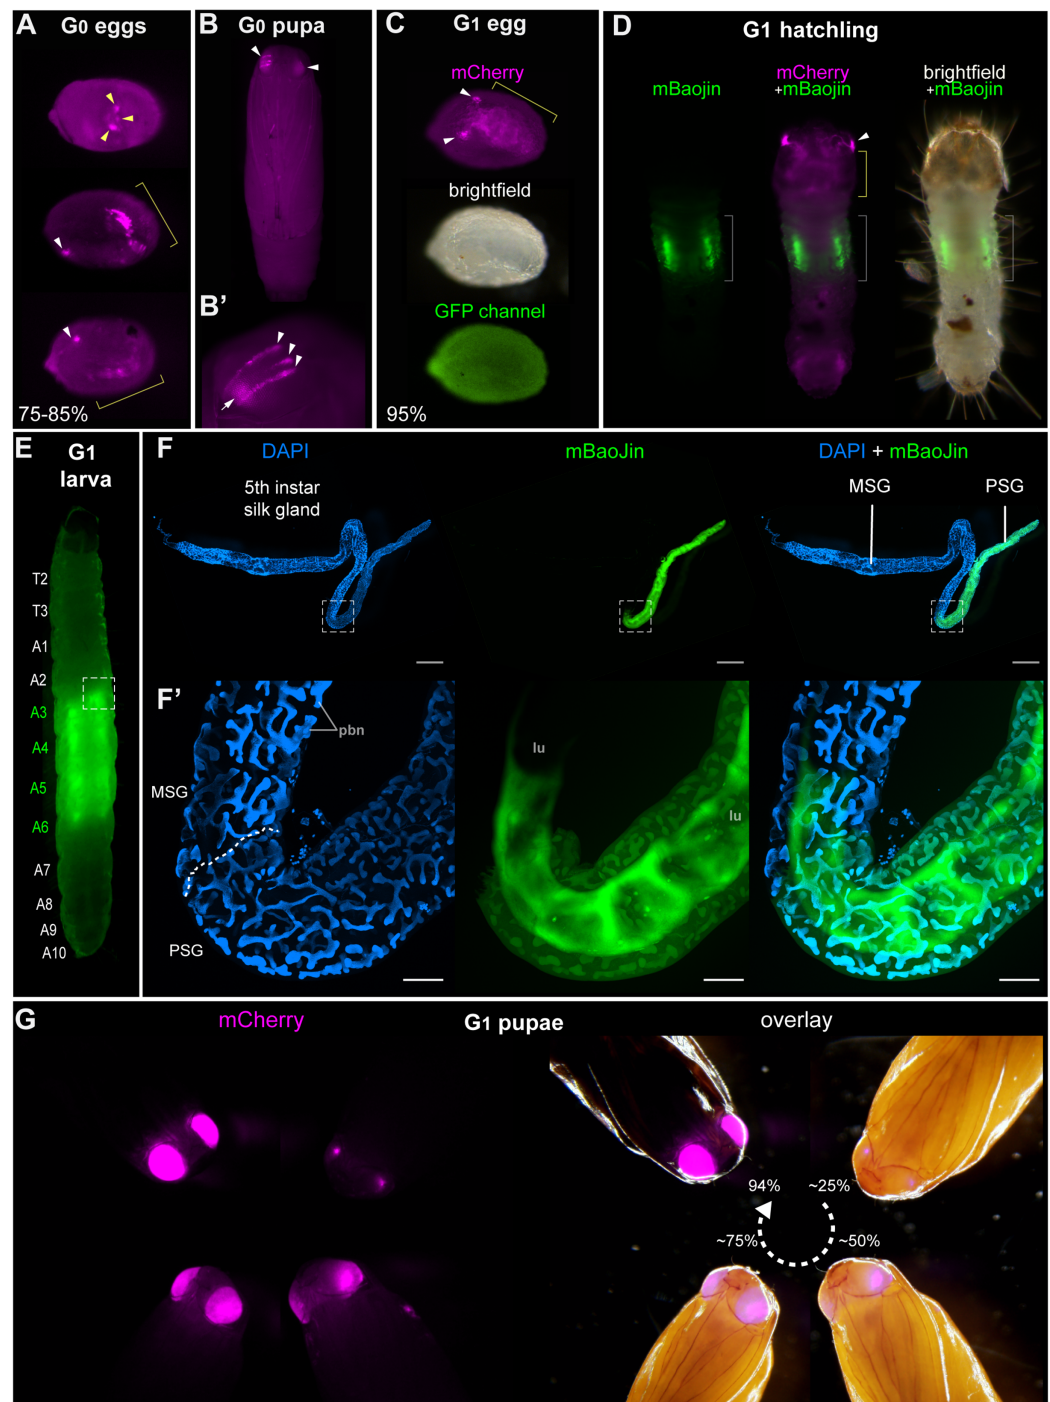 A
G0 eggs
75-85%
B
G0 pupa
B'
C
G1 egg
mCherry
brightfield
GFP channel
95%
D
G1 hatchling
mBaojin
mCherry
+mBaojin
brightfield
+mBaojin
E
G1
larva
T2
T3
A1
A2
A3
A4
A5
A6
A7
A8
A9
A10
F
DAPI
5th instar
silk gland
mBaoJin
DAPI + mBaoJin
MSG
PSG
F'
pbn
MSG
PSG
lu
lu
G
mCherry
G1 pupae
overlay
94%
~25%
~75%
~50%